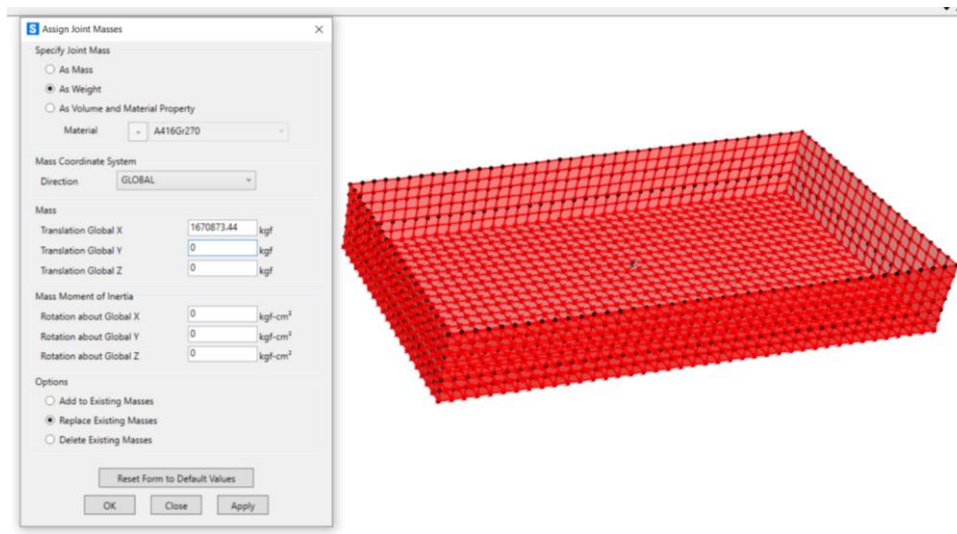 S Assign Joint Masses
Specify Joint Mass
As Mass
As Weight
As Volume and Material Property
Material + A416Gr270
Mass Coordinate System
Direction GLOBAL
Mass
Translation Global X 1670873.44 kgf
Translation Global Y 0 kgf
Translation Global Z 0 kgf
Mass Moment of Inertia
Rotation about Global X 0 kgf-cm²
Rotation about Global Y 0 kgf-cm²
Rotation about Global Z 0 kgf-cm²
Options
Add to Existing Masses
Replace Existing Masses
Delete Existing Masses
Reset Form to Default Values
OK Close Apply